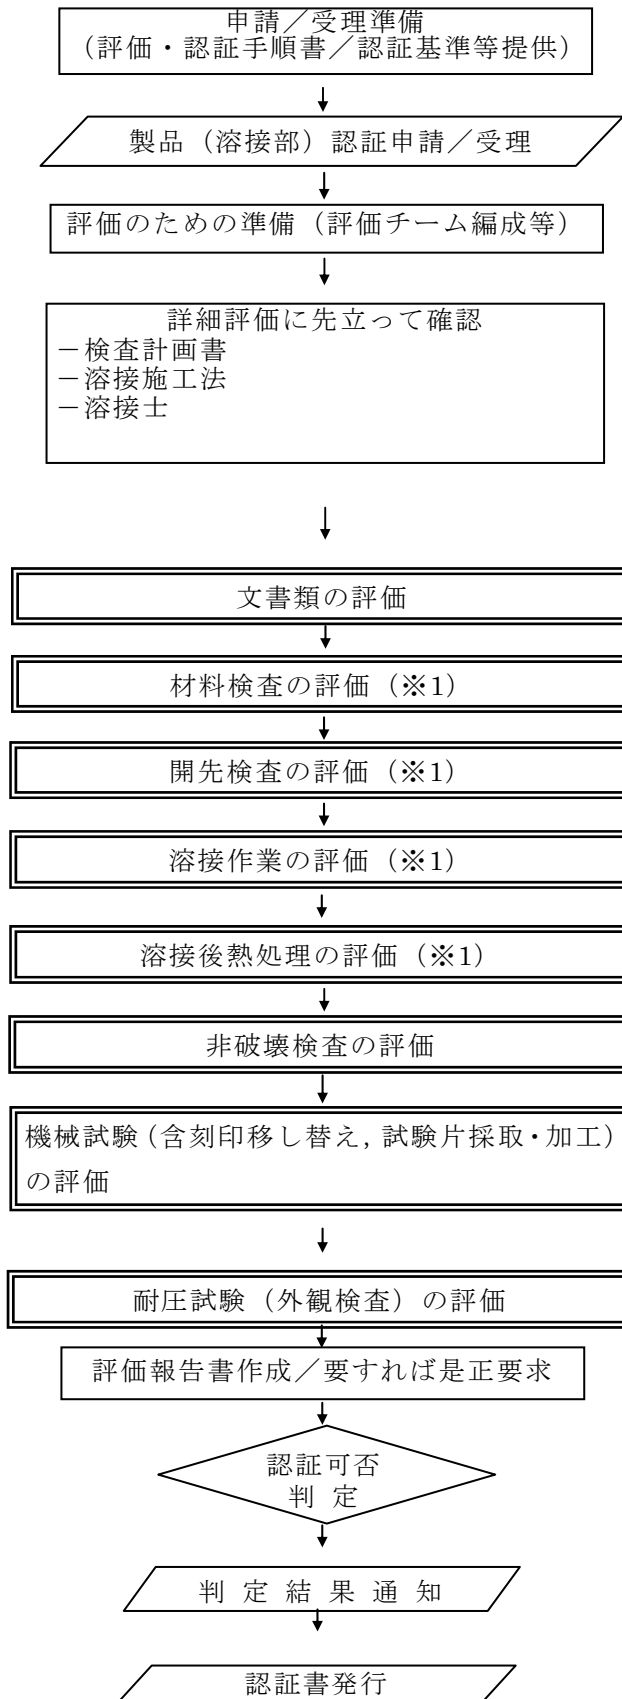 申請／受理準備
（評価・認証手順書／認証基準等提供）
製品（溶接部）認証申請／受理
評価のための準備（評価チーム編成等）
詳細評価に先立って確認
－検査計画書
－溶接施工法
－溶接士
文書類の評価
材料検査の評価（※1）
開先検査の評価（※1）
溶接作業の評価（※1）
溶接後熱処理の評価（※1）
非破壊検査の評価
機械試験（含刻印移し替え，試験片採取・加工）
の評価
耐圧試験（外観検査）の評価
評価報告書作成／要すれば是正要求
認証可否
判 定
判 定 結 果 通 知
認証書発行